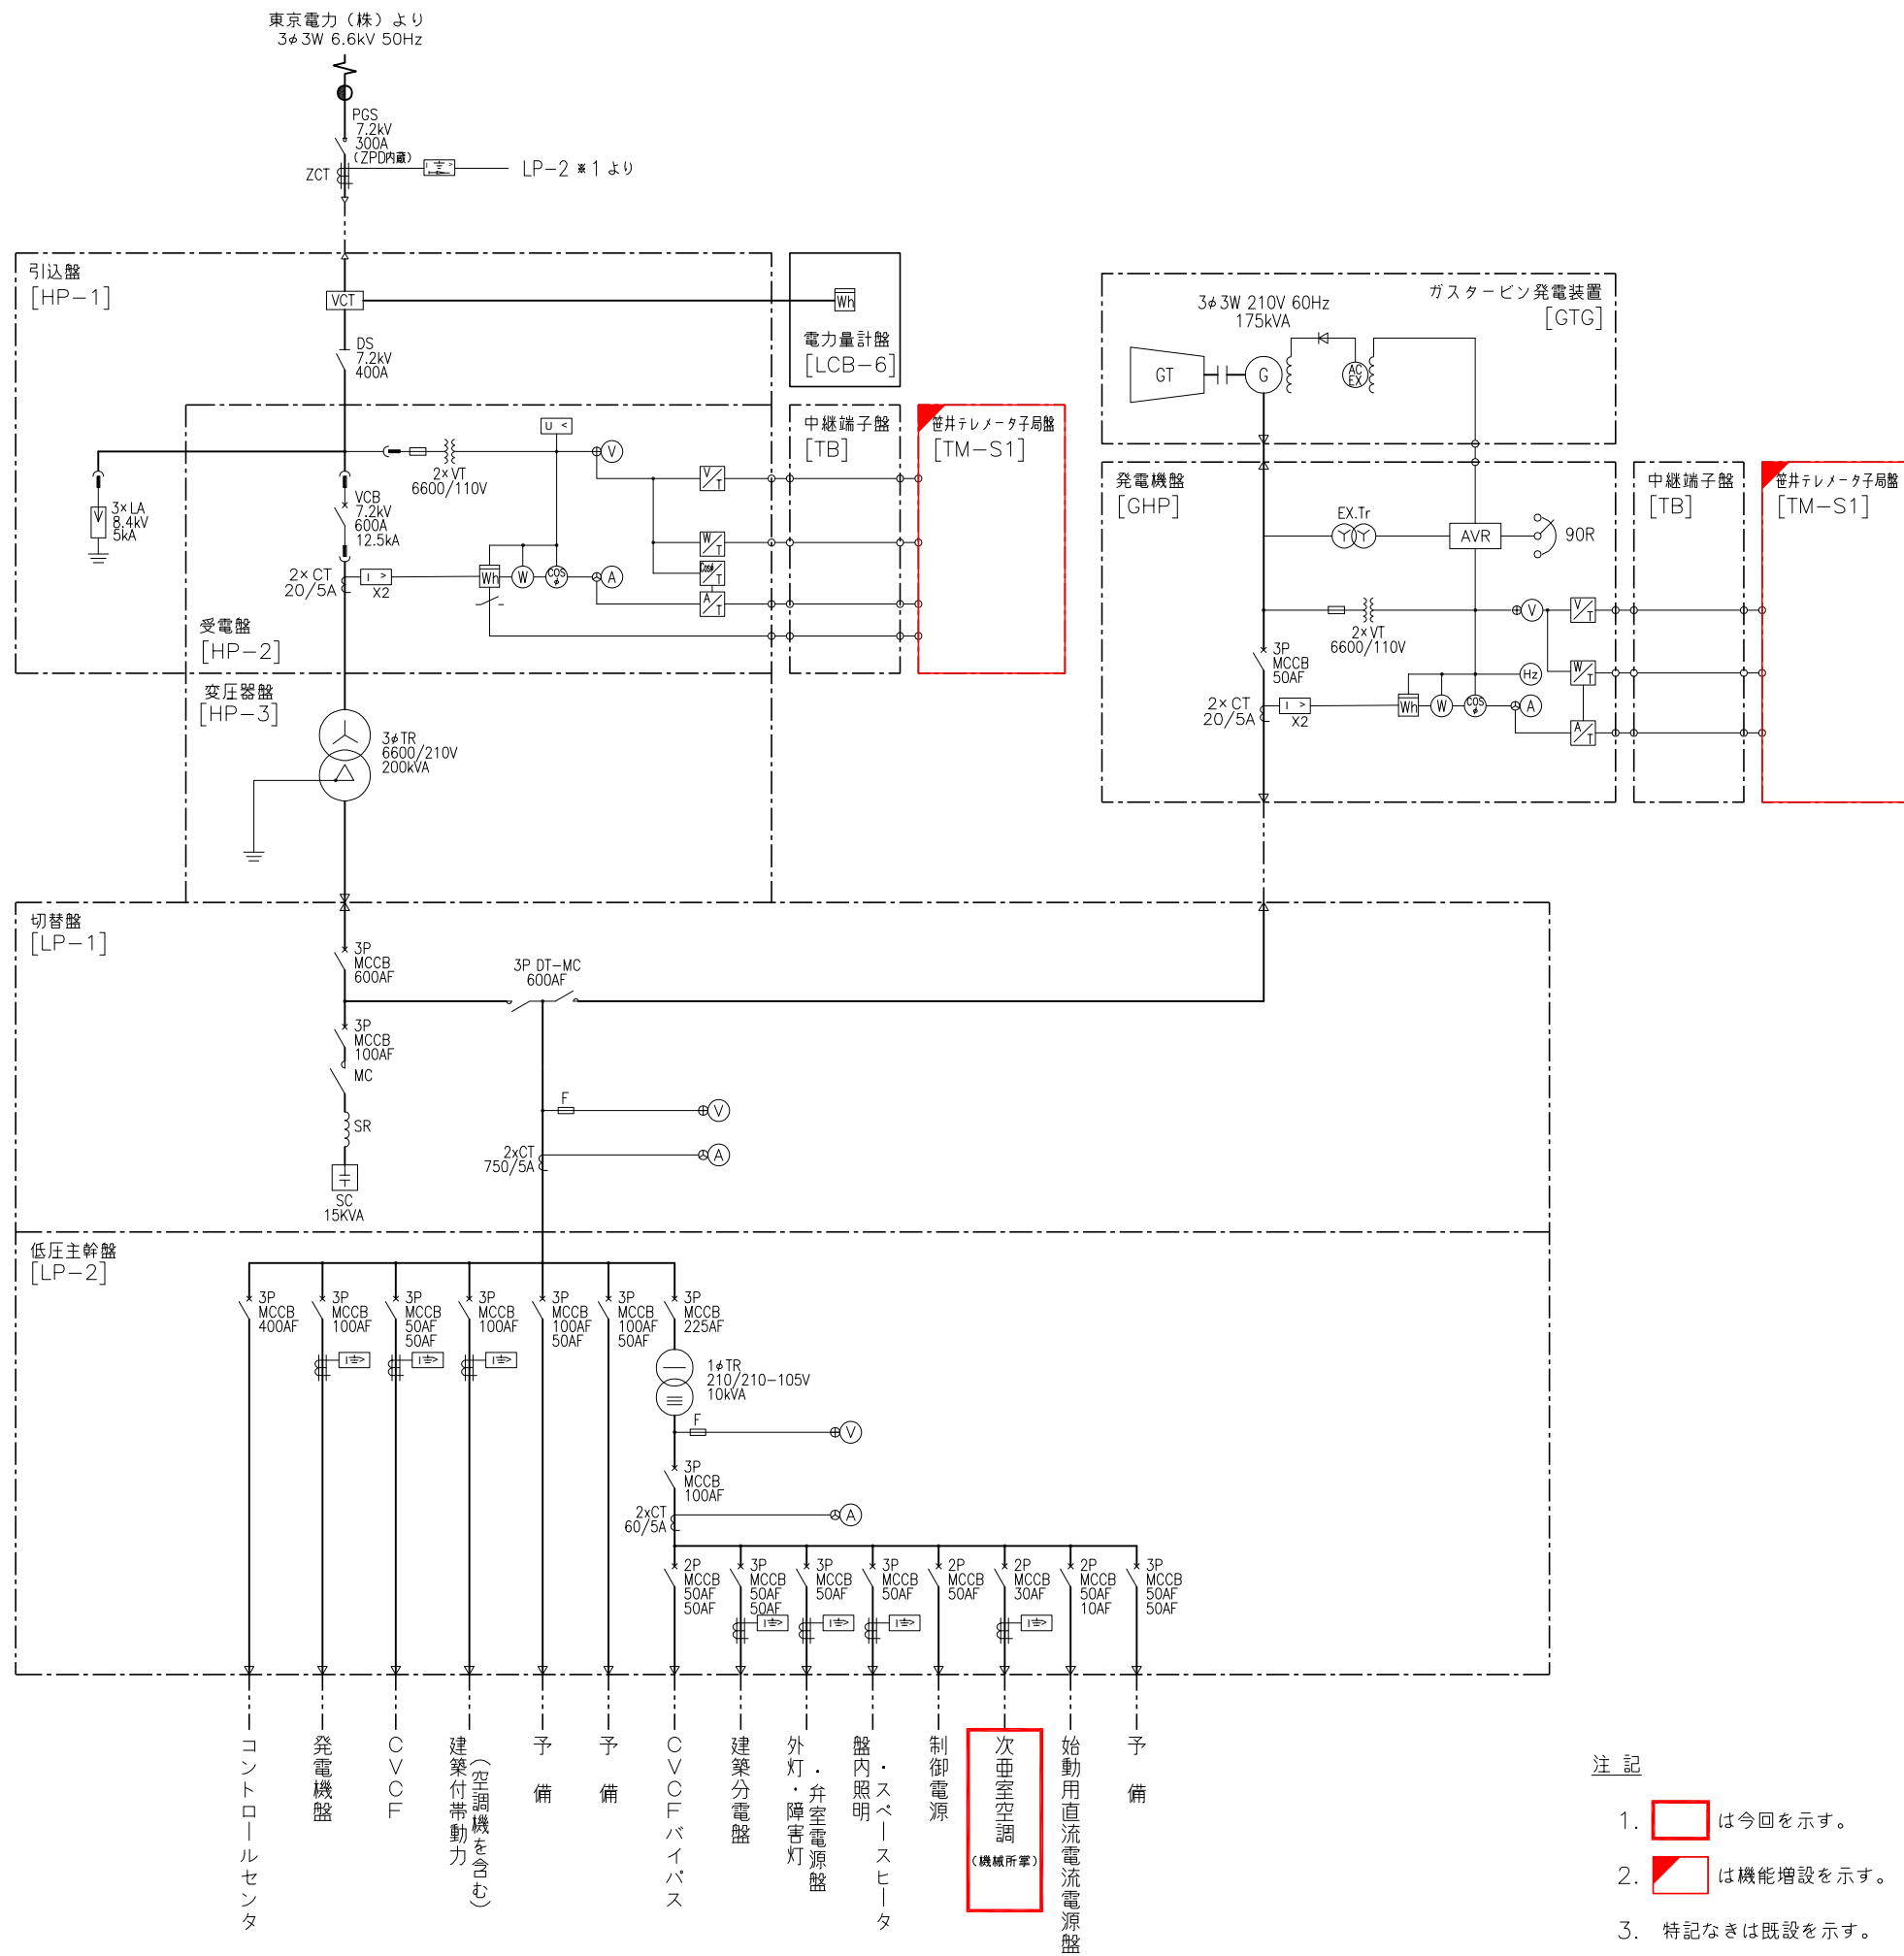 東京電力（株）より
3φ3W 6.6kV 50Hz
PGS
7.2kV
300A
(ZPD内蔵)
ZCT
I ⏚ >
LP-2 ※1 より
引込盤
[HP-1]
VCT
Wh
電力量計盤
[LCB-6]
DS
7.2kV
400A
U <
V
2×VT
6600/110V
3×LA
8.4kV
5kA
VCB
7.2kV
600A
12.5kA
2×CT
20/5A
I >
X2
Wh
W
COSφ
A
V/T
W/T
Cosφ/T
A/T
受電盤
[HP-2]
中継端子盤
[TB]
笹井テレメータ子局盤
[TM-S1]
変圧器盤
[HP-3]
3φTR
6600/210V
200kVA
ガスタービン発電装置
[GTG]
3φ3W 210V 60Hz
175kVA
GT
G
AC
EX
発電機盤
[GHP]
EX.Tr
AVR
90R
V
V/T
2×VT
6600/110V
3P
MCCB
50AF
Hz
W/T
2×CT
20/5A
I >
X2
Wh
W
COSφ
A
A/T
中継端子盤
[TB]
笹井テレメータ子局盤
[TM-S1]
切替盤
[LP-1]
3P
MCCB
600AF
3P DT-MC
600AF
3P
MCCB
100AF
MC
SR
SC
15KVA
F
V
2xCT
750/5A
A
低圧主幹盤
[LP-2]
3P
MCCB
400AF
3P
MCCB
100AF
I⏚>
3P
MCCB
50AF
50AF
I⏚>
3P
MCCB
100AF
I⏚>
3P
MCCB
100AF
50AF
3P
MCCB
100AF
50AF
3P
MCCB
225AF
1φTR
210/210-105V
10kVA
F
V
3P
MCCB
100AF
2xCT
60/5A
A
2P
MCCB
50AF
50AF
3P
MCCB
50AF
50AF
I⏚>
3P
MCCB
50AF
I⏚>
3P
MCCB
50AF
I⏚>
2P
MCCB
50AF
2P
MCCB
30AF
I⏚>
2P
MCCB
50AF
10AF
3P
MCCB
50AF
50AF
コントロールセンタ
発電機盤
CVCF
建築付帯動力
(空調機を含む)
予 備
予 備
CVCFバイパス
建築分電盤
外灯・障害灯
・弁室電源盤
盤内照明
・スペースヒータ
制御電源
次亜室空調
(機械所掌)
始動用直流電流電源盤
予 備
注 記
1. は今回を示す。
2. は機能増設を示す。
3. 特記なきは既設を示す。